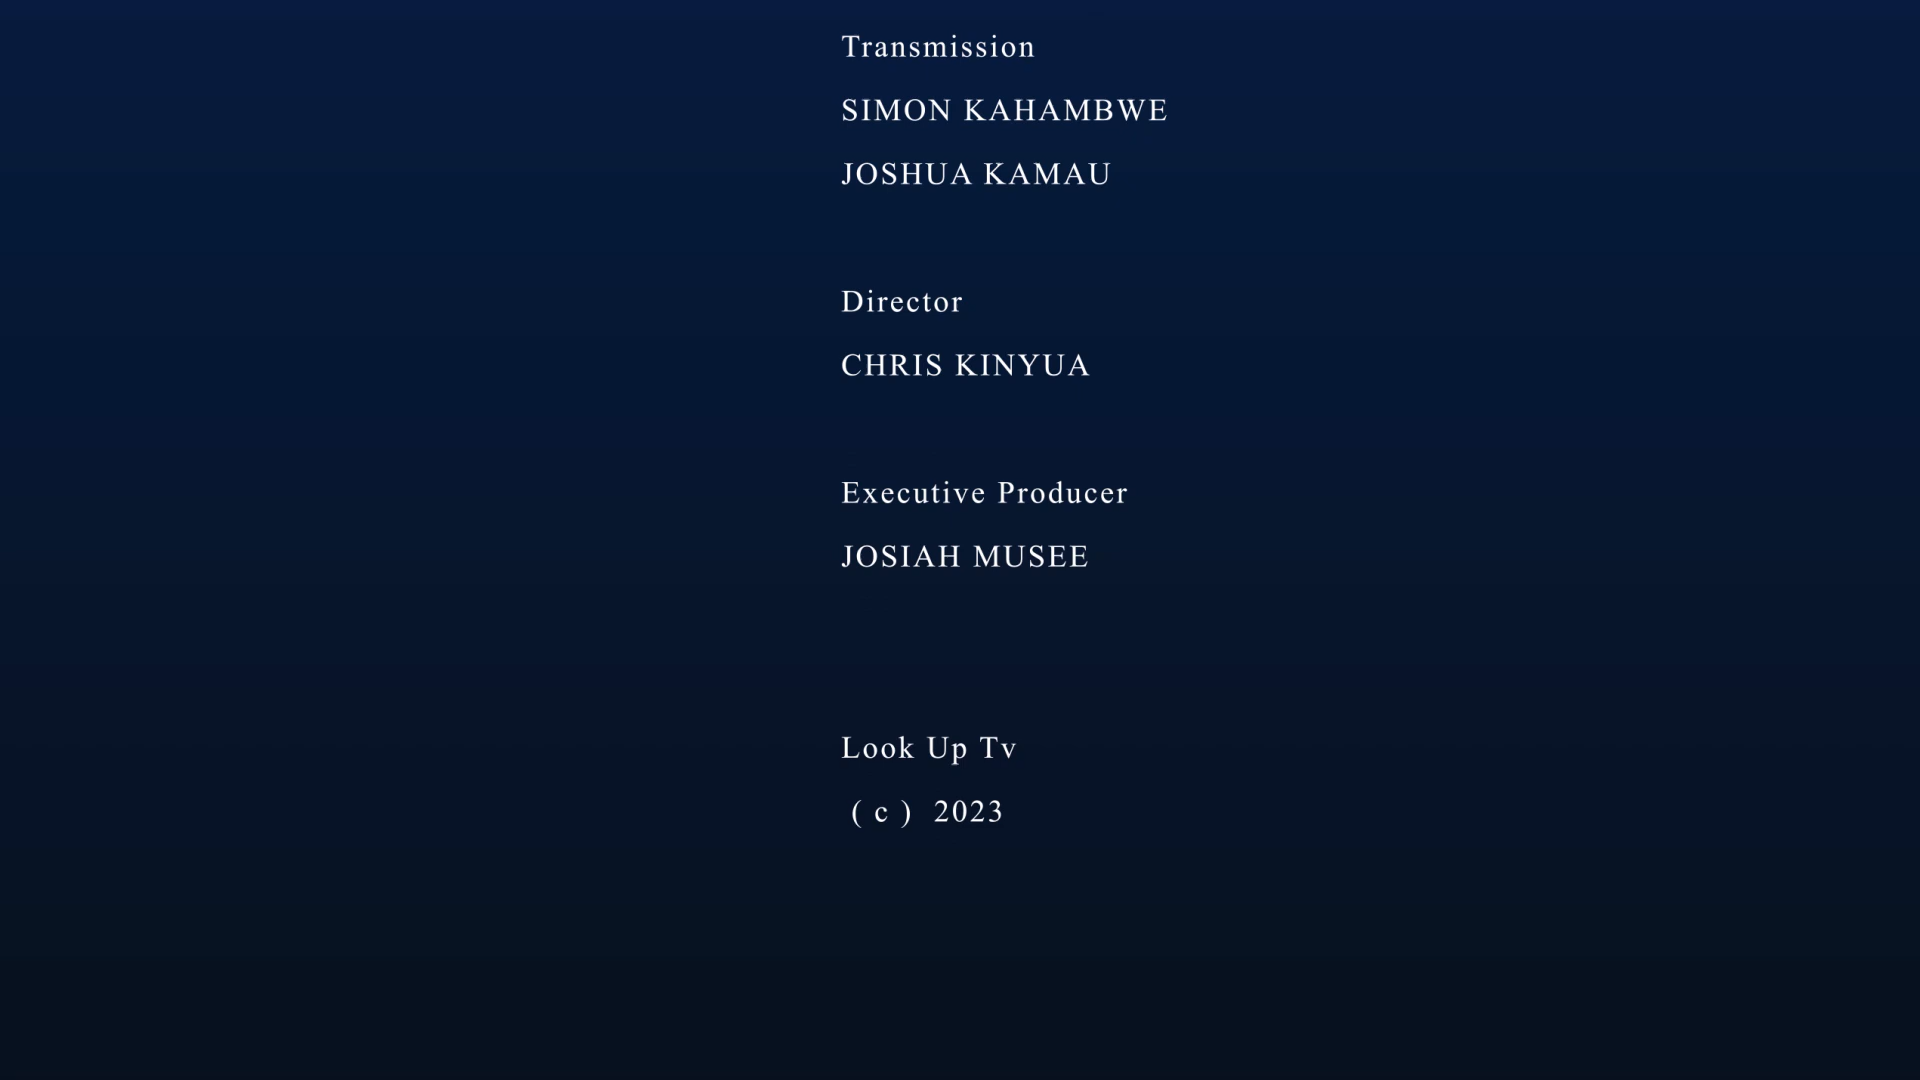 Transmission
SIMON KAHAMBWE
JOSHUA KAMAU
Director
CHRIS KINYUA
Executive Producer
JOSIAH MUSEE
Look Up Tv
( c ) 2023